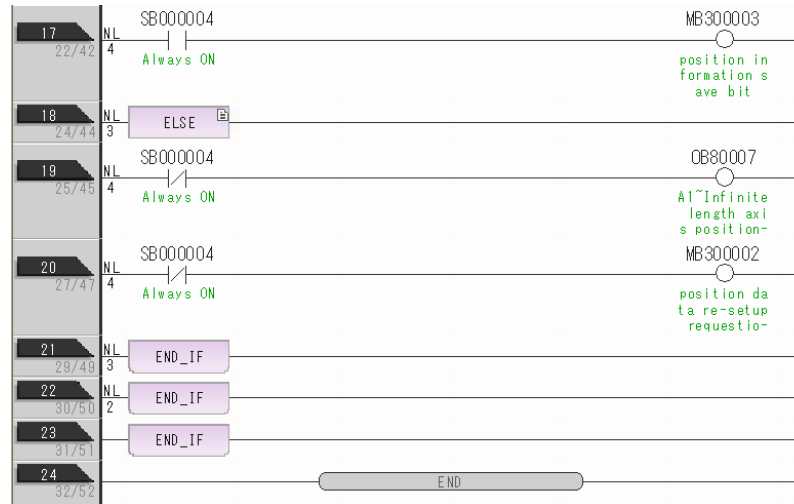 17 NL SB000004 MB300003
22/42 4 Always ON position in
formation s
ave bit
18 NL ELSE
24/44 3
19 NL SB000004 OB80007
25/45 4 Always ON A1~Infinite
length axi
s position-
20 NL SB000004 MB300002
27/47 4 Always ON position da
ta re-setup
requestio-
21 NL END_IF
29/49 3
22 NL END_IF
30/50 2
23 END_IF
31/51
24 END
32/52